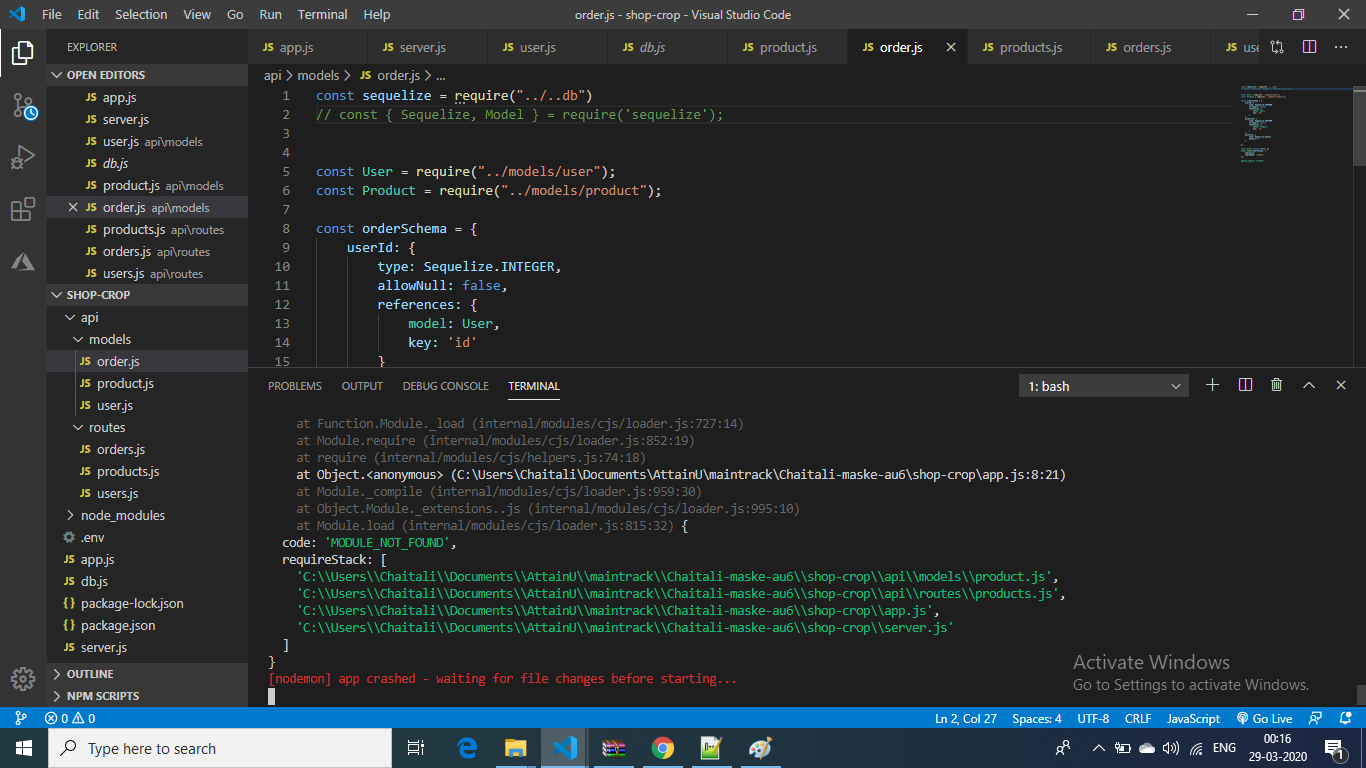 File Edit Selection View Go Run Terminal Help
order.js - shop-crop - Visual Studio Code
EXPLORER
JS app.js
JS server.js
JS user.js
JS db.js
JS product.js
JS order.js
JS products.js
JS orders.js
JS use
OPEN EDITORS
JS app.js
JS server.js
JS user.js api\models
JS db.js
JS product.js api\models
JS order.js api\models
JS products.js api\routes
JS orders.js api\routes
JS users.js api\routes
SHOP-CROP
api
models
JS order.js
JS product.js
JS user.js
routes
JS orders.js
JS products.js
JS users.js
node_modules
.env
JS app.js
JS db.js
{} package-lock.json
{} package.json
JS server.js
OUTLINE
NPM SCRIPTS
api > models > JS order.js > ...
1 const sequelize = require("../..db")
2 // const { Sequelize, Model } = require('sequelize');
3
4
5 const User = require("../models/user");
6 const Product = require("../models/product");
7
8 const orderSchema = {
9 userId: {
10 type: Sequelize.INTEGER,
11 allowNull: false,
12 references: {
13 model: User,
14 key: 'id'
15 }
PROBLEMS OUTPUT DEBUG CONSOLE TERMINAL
1: bash
at Function.Module._load (internal/modules/cjs/loader.js:727:14)
at Module.require (internal/modules/cjs/loader.js:852:19)
at require (internal/modules/cjs/helpers.js:74:18)
at Object.<anonymous> (C:\Users\Chaitali\Documents\AttainU\maintrack\Chaitali-maske-au6\shop-crop\app.js:8:21)
at Module._compile (internal/modules/cjs/loader.js:959:30)
at Object.Module._extensions..js (internal/modules/cjs/loader.js:995:10)
at Module.load (internal/modules/cjs/loader.js:815:32) {
code: 'MODULE_NOT_FOUND',
requireStack: [
'C:\\Users\\Chaitali\\Documents\\AttainU\\maintrack\\Chaitali-maske-au6\\shop-crop\\api\\models\\product.js',
'C:\\Users\\Chaitali\\Documents\\AttainU\\maintrack\\Chaitali-maske-au6\\shop-crop\\api\\routes\\products.js',
'C:\\Users\\Chaitali\\Documents\\AttainU\\maintrack\\Chaitali-maske-au6\\shop-crop\\app.js',
'C:\\Users\\Chaitali\\Documents\\AttainU\\maintrack\\Chaitali-maske-au6\\shop-crop\\server.js'
]
}
[nodemon] app crashed - waiting for file changes before starting...
Activate Windows
Go to Settings to activate Windows.
0 0
Ln 2, Col 27 Spaces: 4 UTF-8 CRLF JavaScript Go Live
Type here to search
ENG
00:16
29-03-2020
1